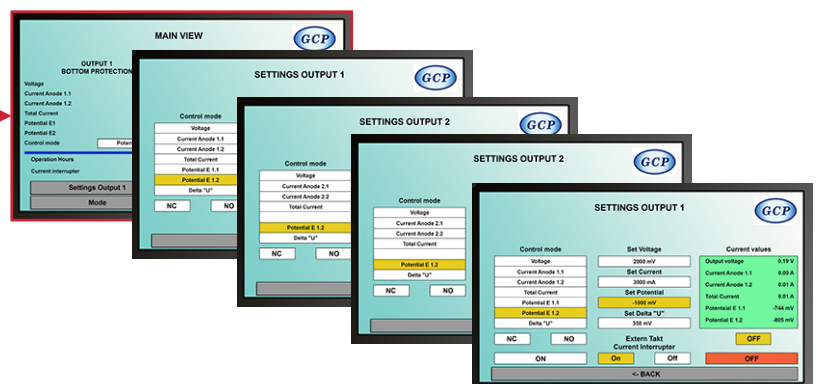 MAIN VIEW
GCP
OUTPUT 1
BOTTOM PROTECTION
Voltage
Current Anode 1.1
Current Anode 1.2
Total Current
Potential E1
Potential E2
Control mode
Operation Hours
Current interrupter
Settings Output 1
Mode
SETTINGS OUTPUT 1
GCP
Control mode
Voltage
Current Anode 1.1
Current Anode 1.2
Total Current
Potential E 1.1
Potential E 1.2
Delta "U"
NC NO
SETTINGS OUTPUT 2
GCP
Control mode
Voltage
Current Anode 2.1
Current Anode 2.2
Total Current
Potential E 1.2
Delta "U"
NC NO
SETTINGS OUTPUT 2
GCP
Control mode
Voltage
Current Anode 2.1
Current Anode 2.2
Total Current
Potential E 1.2
Delta "U"
NC NO
SETTINGS OUTPUT 1
GCP
Control mode Set Voltage Current values
Voltage 2000 mV Output voltage 0.19 V
Current Anode 1.1 Set Current Current Anode 1.1 0.00 A
Current Anode 1.2 3000 mA Current Anode 1.2 0.01 A
Total Current Set Potential Total Current 0.01 A
Potential E 1.1 -1000 mV Potentaial E 1.1 -744 mV
Potential E 1.2 Set Delta "U" Potential E 1.2 -805 mV
Delta "U" 350 mV
NC NO Extern Takt OFF
Current Interrupter
ON On Off OFF
<- BACK